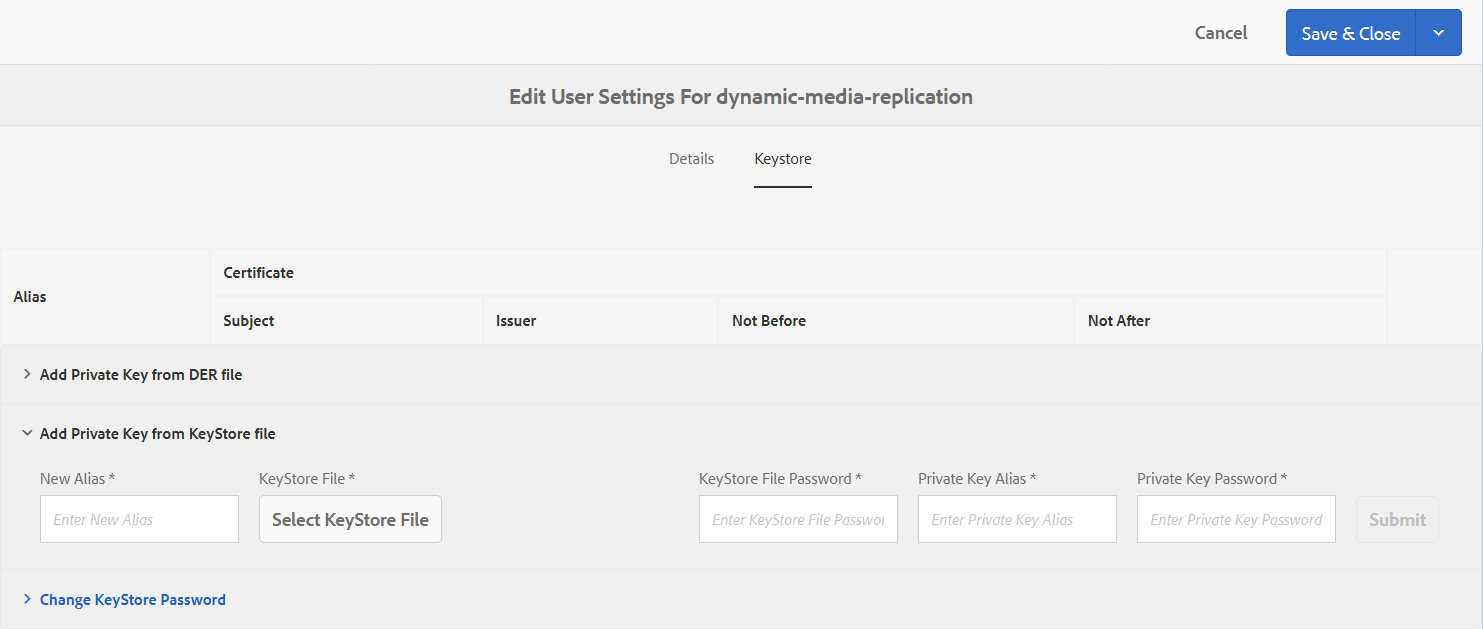 Cancel
Save & Close
Edit User Settings For dynamic-media-replication
Details Keystore
Certificate
Alias
Subject Issuer Not Before Not After
Add Private Key from DER file
Add Private Key from KeyStore file
New Alias * KeyStore File * KeyStore File Password * Private Key Alias * Private Key Password *
Enter New Alias Select KeyStore File Enter KeyStore File Passwor Enter Private Key Alias Enter Private Key Password Submit
Change KeyStore Password